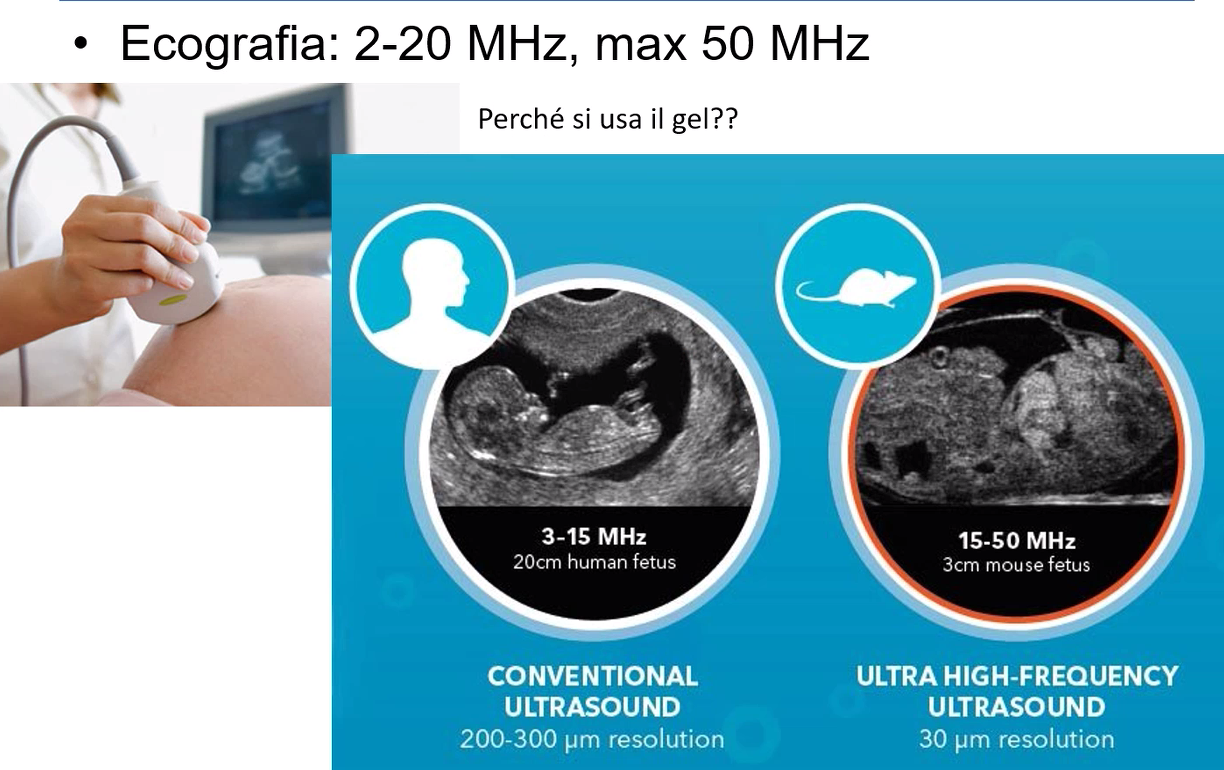 • Ecografia: 2-20 MHz, max 50 MHz
Perché si usa il gel??
3-15 MHz
20cm human fetus
CONVENTIONAL
ULTRASOUND
200-300 µm resolution
15-50 MHz
3cm mouse fetus
ULTRA HIGH-FREQUENCY
ULTRASOUND
30 µm resolution